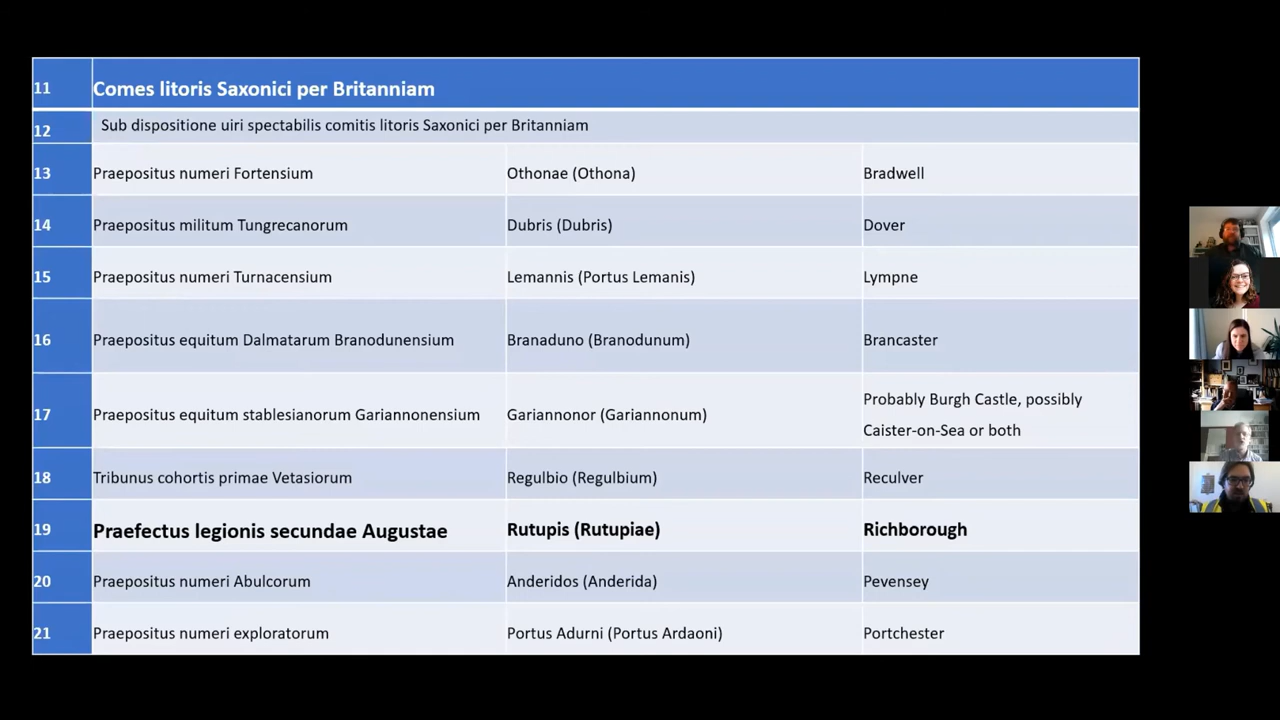 11 Comes litoris Saxonici per Britanniam
12 Sub dispositione uiri spectabilis comitis litoris Saxonici per Britanniam
13 Praepositus numeri Fortensium Othonae (Othona) Bradwell
14 Praepositus militum Tungrecanorum Dubris (Dubris) Dover
15 Praepositus numeri Turnacensium Lemannis (Portus Lemanis) Lympne
16 Praepositus equitum Dalmatarum Branodunensium Branaduno (Branodunum) Brancaster
17 Praepositus equitum stablesianorum Gariannonensium Gariannonor (Gariannonum) Probably Burgh Castle, possibly
Caister-on-Sea or both
18 Tribunus cohortis primae Vetasiorum Regulbio (Regulbium) Reculver
19 Praefectus legionis secundae Augustae Rutupis (Rutupiae) Richborough
20 Praepositus numeri Abulcorum Anderidos (Anderida) Pevensey
21 Praepositus numeri exploratorum Portus Adurni (Portus Ardaoni) Portchester